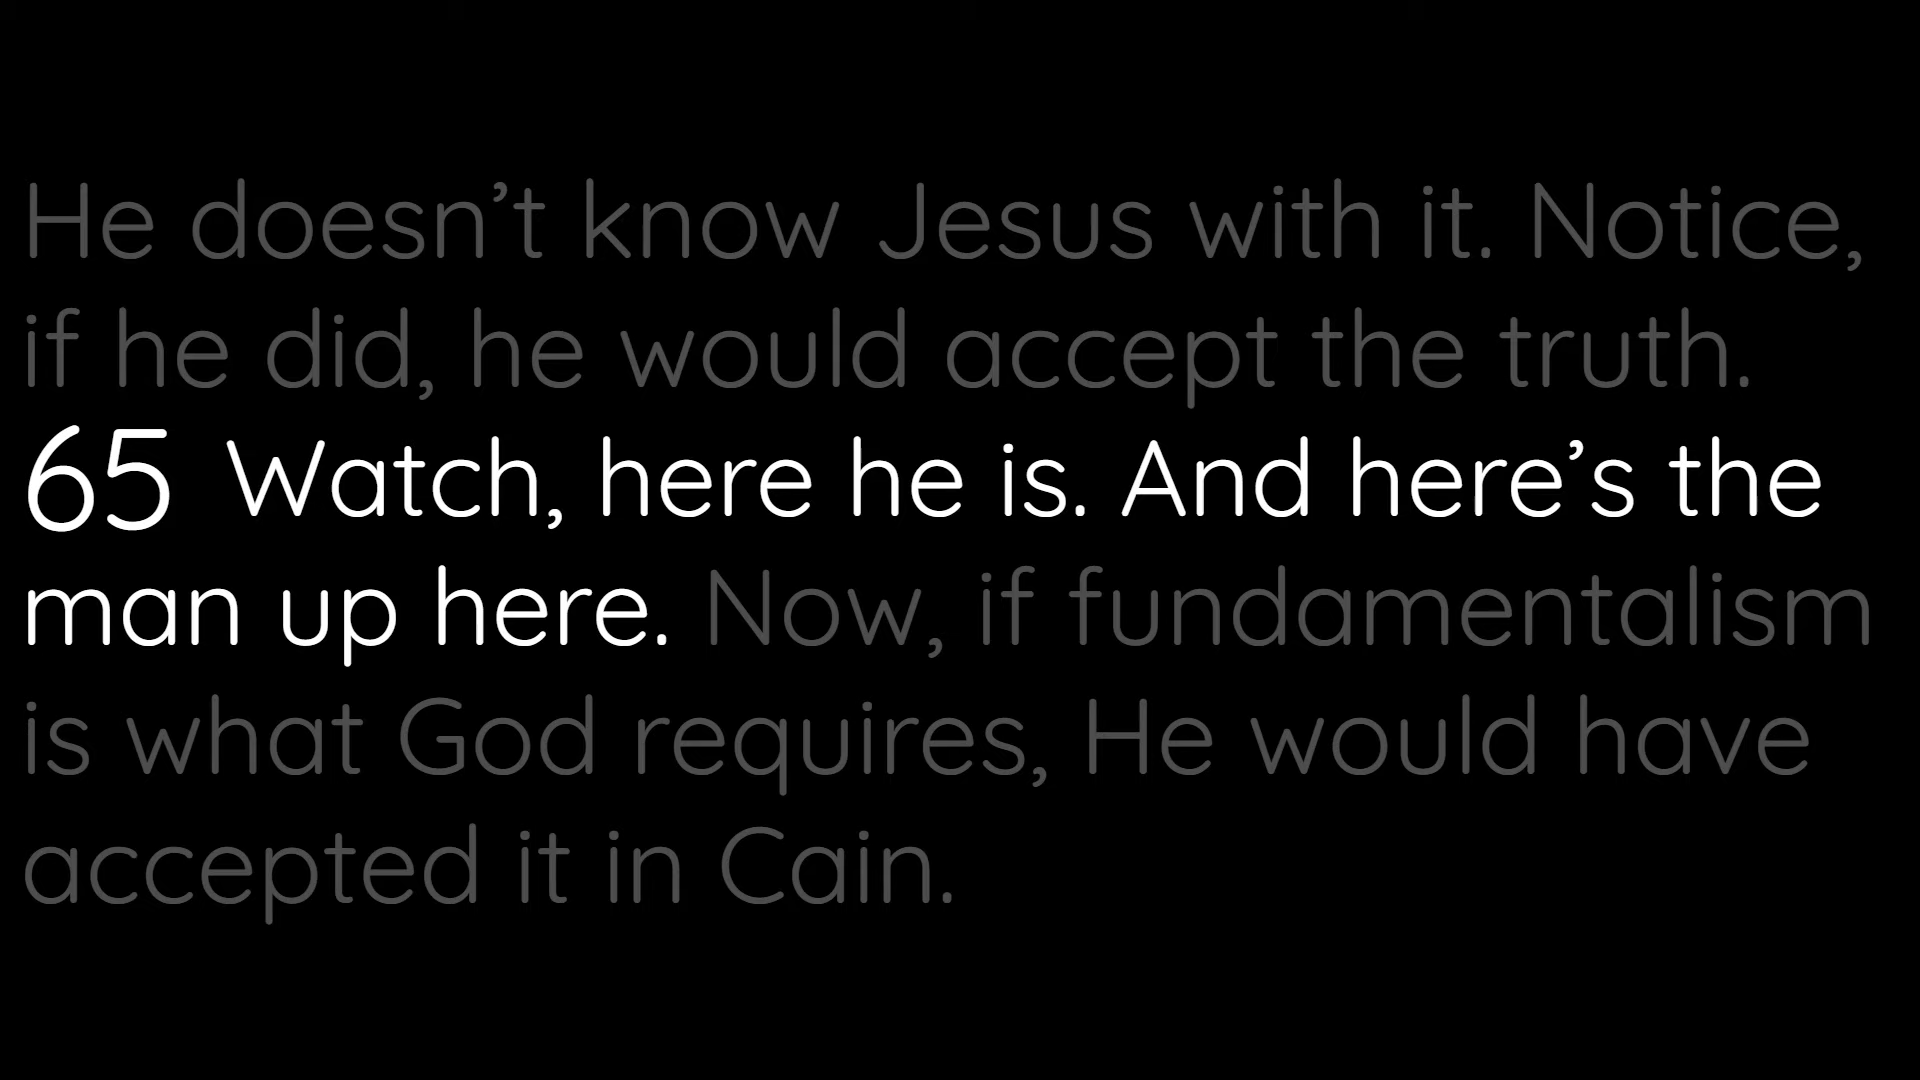 He doesn’t know Jesus with it. Notice,
if he did, he would accept the truth.
65 Watch, here he is. And here’s the
man up here. Now, if fundamentalism
is what God requires, He would have
accepted it in Cain.